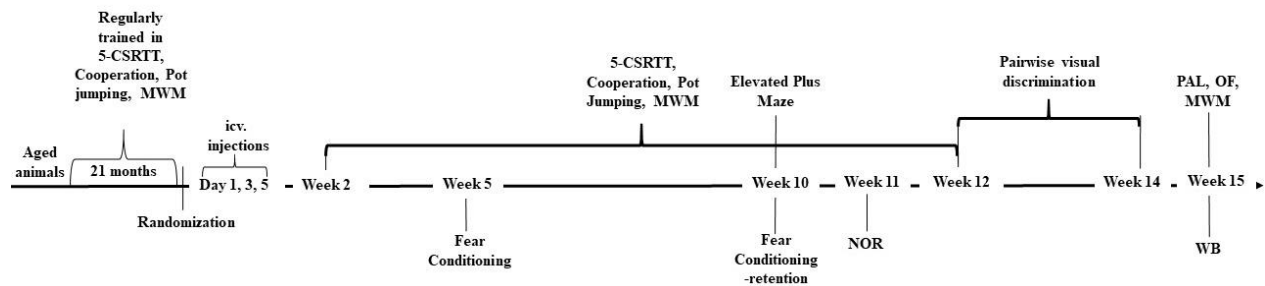 Regularly
trained in
5-CSRTT,
Cooperation, Pot
jumping, MWM
Aged
animals
21 months
Randomization
icv.
injections
Day 1, 3, 5
Week 2
5-CSRTT,
Cooperation, Pot
Jumping, MWM
Week 5
Fear
Conditioning
Elevated Plus
Maze
Week 10
Fear
Conditioning
-retention
Week 11
NOR
Week 12
Pairwise visual
discrimination
Week 14
PAL, OF,
MWM
Week 15
WB